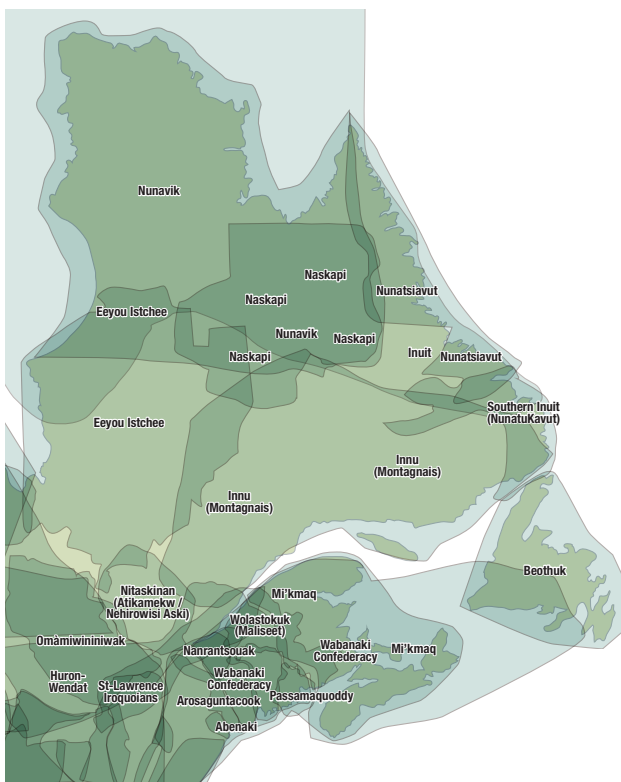 Nunavik
Naskapi
Nunatsiavut
Naskapi
Eeyou Istchee
Nunavik
Naskapi
Inuit
Naskapi
Nunatsiavut
Southern Inuit
(NunatuKavut)
Eeyou Istchee
Innu
(Montagnais)
Innu
(Montagnais)
Beothuk
Nitaskinan
(Atikamekw /
Nehirowisi Aski)
Mi'kmaq
Wolastokuk
(Maliseet)
Omàmiwininiwak
Nanrantsouak
Wabanaki
Confederacy
Mi'kmaq
Huron-
Wendat
St-Lawrence
Iroquoians
Wabanaki
Confederacy
Arosaguntacook
Passamaquoddy
Abenaki